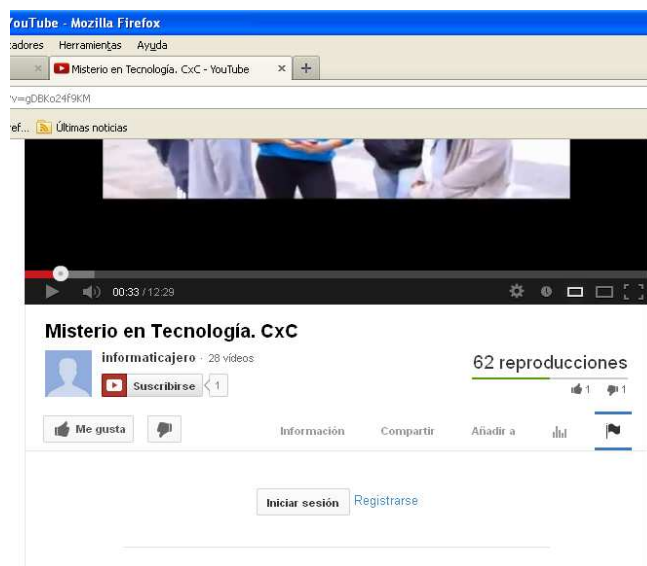 YouTube - Mozilla Firefox
cadores Herramientas Ayuda
Misterio en Tecnología. CxC - YouTube
?v=gDBKo24f9KM
ref... Últimas noticias
00:33 / 12:29
Misterio en Tecnología. CxC
informaticajero · 28 vídeos
Suscribirse 1
62 reproducciones
1 1
Me gusta Información Compartir Añadir a
Iniciar sesión Registrarse